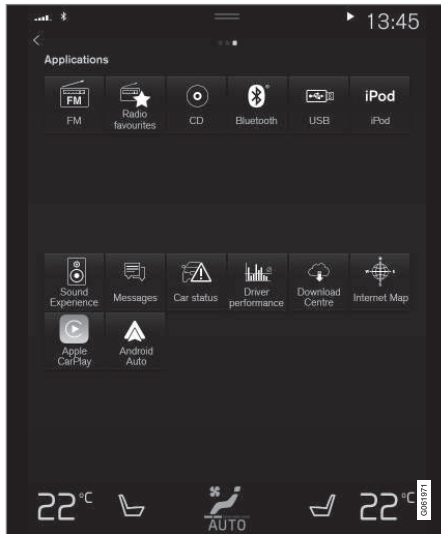 13:45
Applications
FM
FM
Radio
favourites
CD
Bluetooth
USB
iPod
iPod
Sound
Experience
Messages
Car status
Driver
performance
Download
Centre
Internet Map
Apple
CarPlay
Android
Auto
22°C
AUTO
22°C
G061971